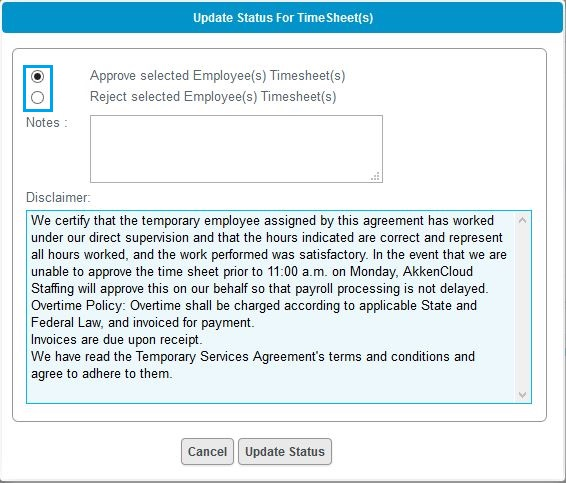 Update Status For TimeSheet(s)
Approve selected Employee(s) Timesheet(s)
Reject selected Employee(s) Timesheet(s)
Notes :
Disclaimer:
We certify that the temporary employee assigned by this agreement has worked
under our direct supervision and that the hours indicated are correct and represent
all hours worked, and the work performed was satisfactory. In the event that we are
unable to approve the time sheet prior to 11:00 a.m. on Monday, AkkenCloud
Staffing will approve this on our behalf so that payroll processing is not delayed.
Overtime Policy: Overtime shall be charged according to applicable State and
Federal Law, and invoiced for payment.
Invoices are due upon receipt.
We have read the Temporary Services Agreement's terms and conditions and
agree to adhere to them.
Cancel Update Status